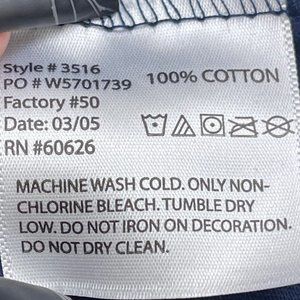 Style # 3516
PO # W5701739
100% COTTON
Factory #50
Date: 03/05
RN #60626
MACHINE WASH COLD. ONLY NON-
CHLORINE BLEACH. TUMBLE DRY
LOW. DO NOT IRON ON DECORATION.
DO NOT DRY CLEAN.